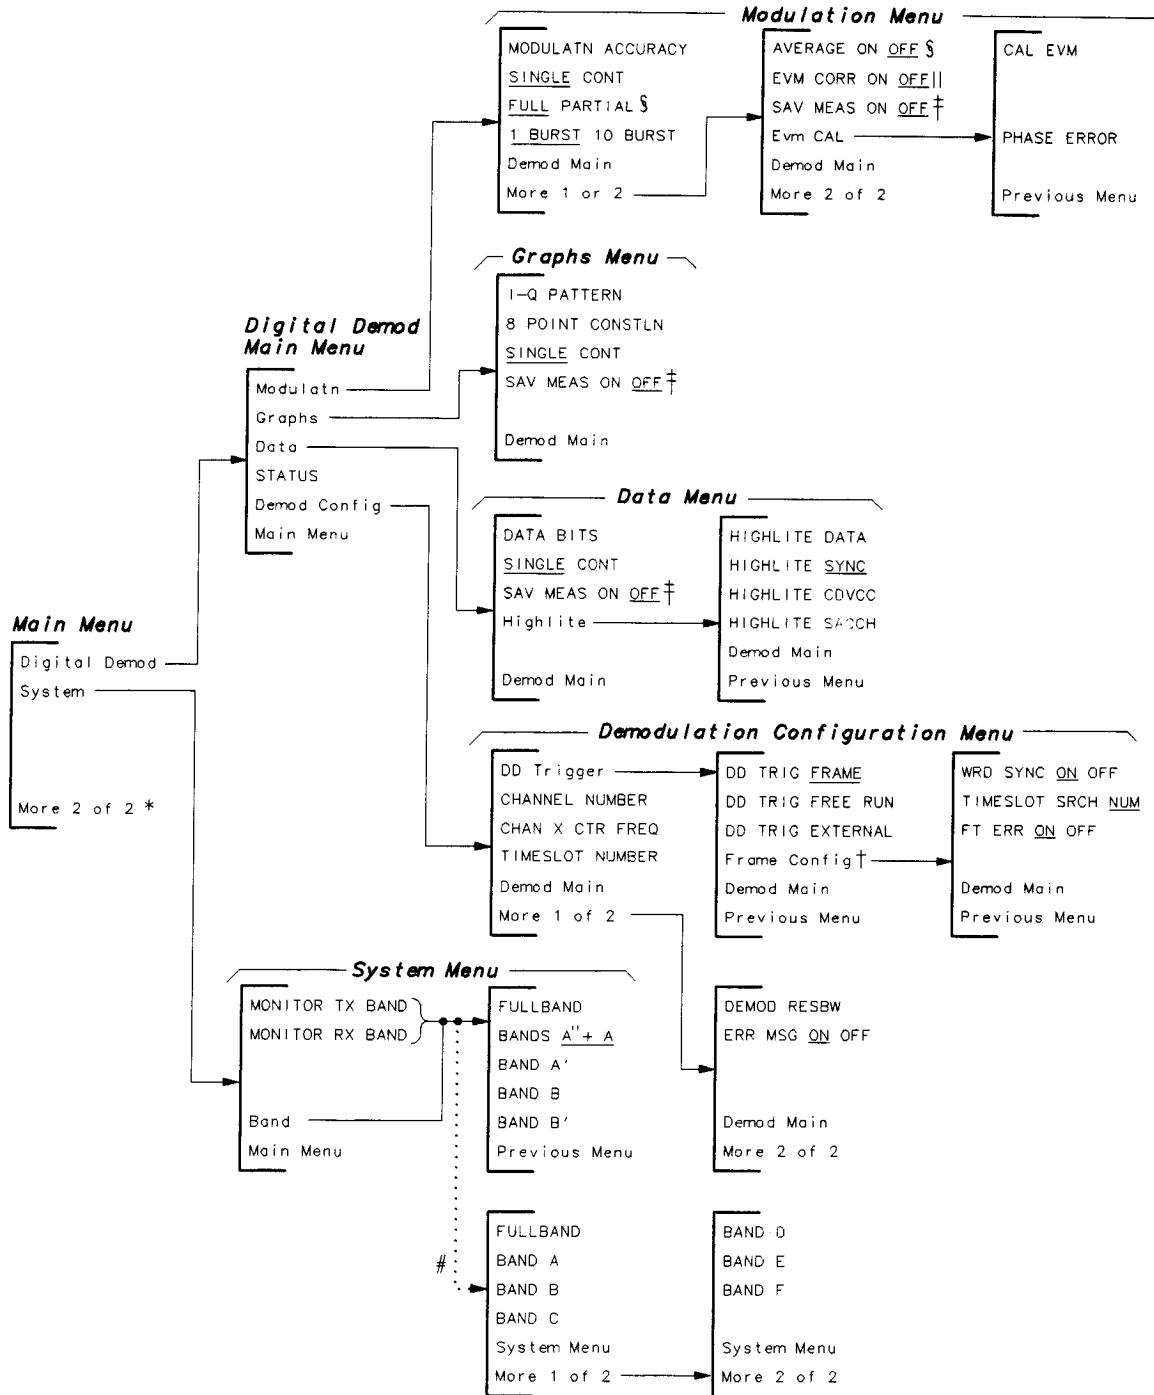 Modulation Menu
MODULATN ACCURACY
SINGLE CONT
FULL PARTIAL §
1 BURST 10 BURST
Demod Main
More 1 or 2
AVERAGE ON OFF §
EVM CORR ON OFF||
SAV MEAS ON OFF ‡
Evm CAL
Demod Main
More 2 of 2
CAL EVM
PHASE ERROR
Previous Menu
Graphs Menu
I-Q PATTERN
8 POINT CONSTLN
SINGLE CONT
SAV MEAS ON OFF ‡
Demod Main
Digital Demod
Main Menu
Modulatn
Graphs
Data
STATUS
Demod Config
Main Menu
Data Menu
DATA BITS
SINGLE CONT
SAV MEAS ON OFF ‡
Highlite
Demod Main
HIGHLITE DATA
HIGHLITE SYNC
HIGHLITE CDVCC
HIGHLITE SACCH
Demod Main
Previous Menu
Main Menu
Digital Demod
System
More 2 of 2 *
Demodulation Configuration Menu
DD Trigger
CHANNEL NUMBER
CHAN X CTR FREQ
TIMESLOT NUMBER
Demod Main
More 1 of 2
DD TRIG FRAME
DD TRIG FREE RUN
DD TRIG EXTERNAL
Frame Config†
Demod Main
Previous Menu
WRD SYNC ON OFF
TIMESLOT SRCH NUM
FT ERR ON OFF
Demod Main
Previous Menu
System Menu
MONITOR TX BAND
MONITOR RX BAND
Band
Main Menu
FULLBAND
BANDS A"+ A
BAND A'
BAND B
BAND B'
Previous Menu
DEMOD RESBW
ERR MSG ON OFF
Demod Main
More 2 of 2
#
FULLBAND
BAND A
BAND B
BAND C
System Menu
More 1 of 2
BAND D
BAND E
BAND F
System Menu
More 2 of 2